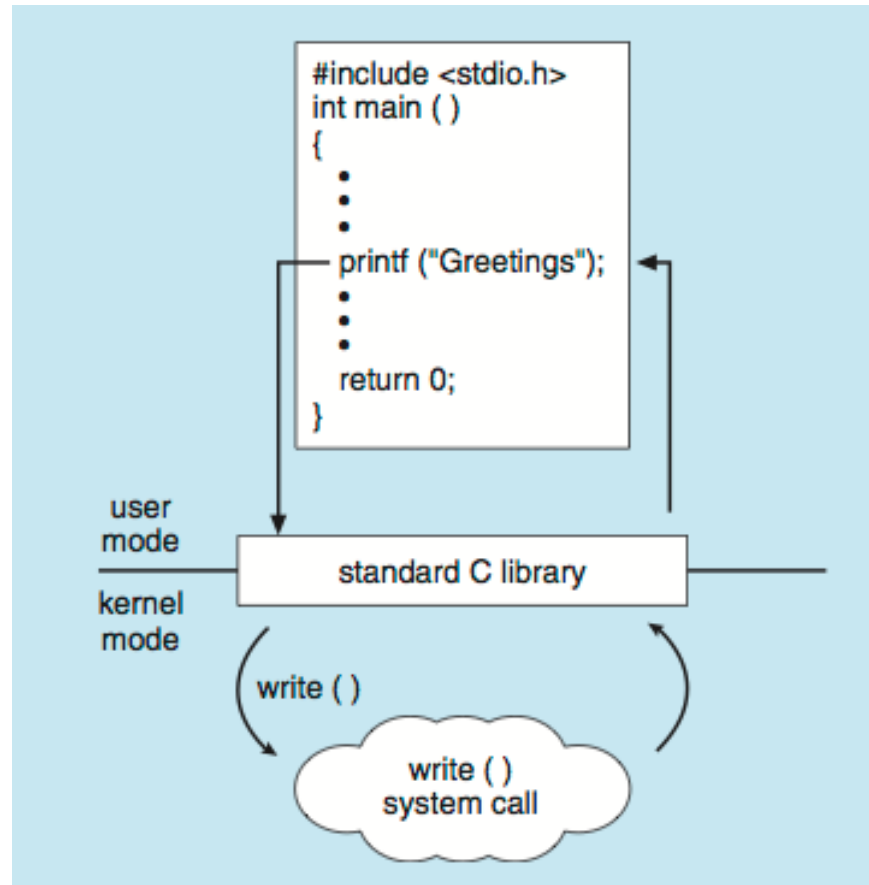 #include <stdio.h>
int main ( )
{
•
•
•
printf ("Greetings");
•
•
•
return 0;
}
user
mode
standard C library
kernel
mode
write ( )
write ( )
system call